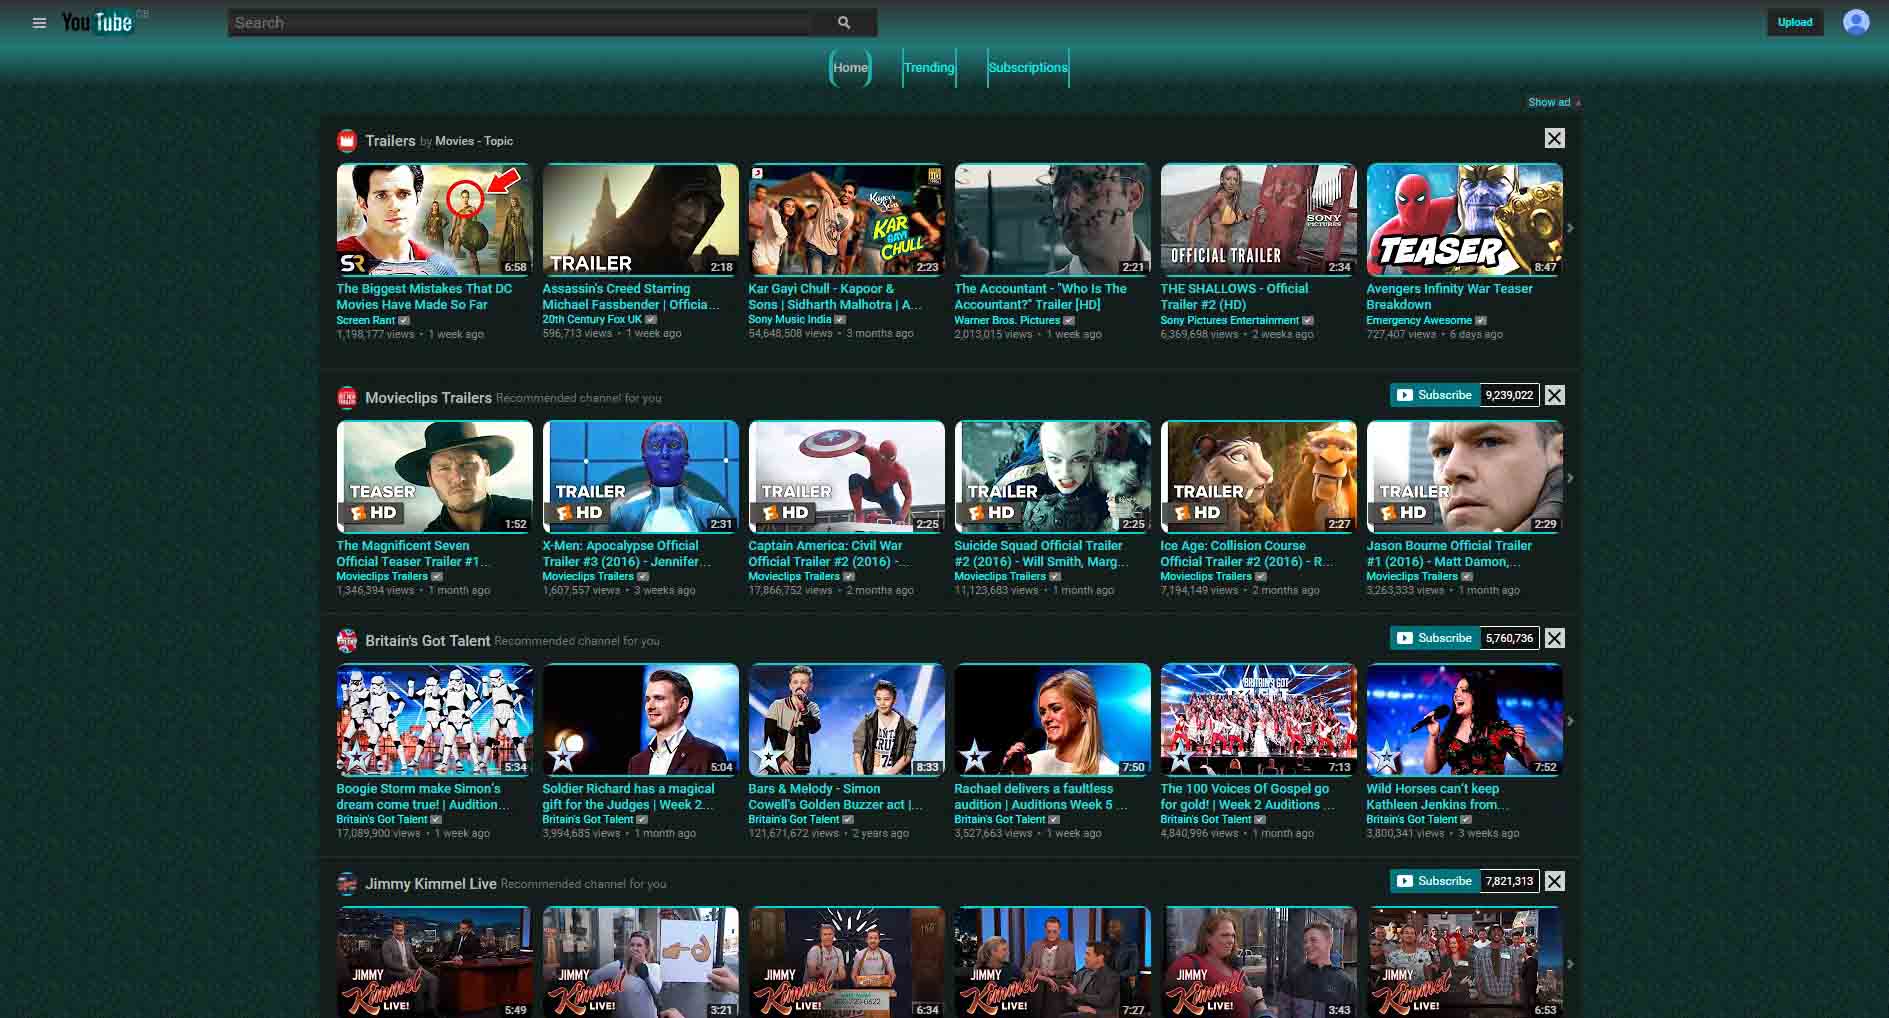 YouTube GB
Search
Upload
Home Trending Subscriptions
Show ad
Trailers by Movies - Topic
SR 6:58
TRAILER 2:18
Kapoor & Sons
KAR GAYI CHULL
2:23
2:21
SONY PICTURES
OFFICIAL TRAILER 2:34
TEASER 8:47
The Biggest Mistakes That DC
Movies Have Made So Far
Screen Rant
1,198,177 views • 1 week ago
Assassin's Creed Starring
Michael Fassbender | Officia...
20th Century Fox UK
596,713 views • 1 week ago
Kar Gayi Chull - Kapoor &
Sons | Sidharth Malhotra | A...
Sony Music India
54,648,508 views • 3 months ago
The Accountant - "Who Is The
Accountant?" Trailer [HD]
Warner Bros. Pictures
2,013,015 views • 1 week ago
THE SHALLOWS - Official
Trailer #2 (HD)
Sony Pictures Entertainment
6,369,698 views • 2 weeks ago
Avengers Infinity War Teaser
Breakdown
Emergency Awesome
727,407 views • 6 days ago
Movieclips Trailers Recommended channel for you
Subscribe 9,239,022
TEASER
HD 1:52
TRAILER
HD 2:31
TRAILER
HD 2:25
TRAILER
HD 2:25
TRAILER
HD 2:27
TRAILER
HD 2:29
The Magnificent Seven
Official Teaser Trailer #1...
Movieclips Trailers
1,346,394 views • 1 month ago
X-Men: Apocalypse Official
Trailer #3 (2016) - Jennifer...
Movieclips Trailers
1,607,557 views • 3 weeks ago
Captain America: Civil War
Official Trailer #2 (2016) -...
Movieclips Trailers
17,866,752 views • 2 months ago
Suicide Squad Official Trailer
#2 (2016) - Will Smith, Marg...
Movieclips Trailers
11,123,683 views • 1 month ago
Ice Age: Collision Course
Official Trailer #2 (2016) - R...
Movieclips Trailers
7,194,149 views • 2 months ago
Jason Bourne Official Trailer
#1 (2016) - Matt Damon,...
Movieclips Trailers
3,263,333 views • 1 month ago
Britain's Got Talent Recommended channel for you
Subscribe 5,760,736
5:34
5:04
8:33
7:50
BRITAIN'S GOT TALENT
7:13
7:52
Boogie Storm make Simon's
dream come true! | Audition...
Britain's Got Talent
17,089,900 views • 1 week ago
Soldier Richard has a magical
gift for the Judges | Week 2...
Britain's Got Talent
3,994,685 views • 1 month ago
Bars & Melody - Simon
Cowell's Golden Buzzer act |...
Britain's Got Talent
121,671,672 views • 2 years ago
Rachael delivers a faultless
audition | Auditions Week 5 ...
Britain's Got Talent
3,527,663 views • 1 week ago
The 100 Voices Of Gospel go
for gold! | Week 2 Auditions ...
Britain's Got Talent
4,840,996 views • 1 month ago
Wild Horses can't keep
Kathleen Jenkins from...
Britain's Got Talent
3,800,341 views • 3 weeks ago
Jimmy Kimmel Live Recommended channel for you
Subscribe 7,821,313
JIMMY
Kimmel
LIVE! 5:49
JIMMY
Kimmel
LIVE! 3:21
JIMMY
Kimmel
LIVE! 6:34
JIMMY
Kimmel
LIVE! 7:27
JIMMY
Kimmel
LIVE! 3:43
JIMMY
Kimmel
LIVE! 6:53